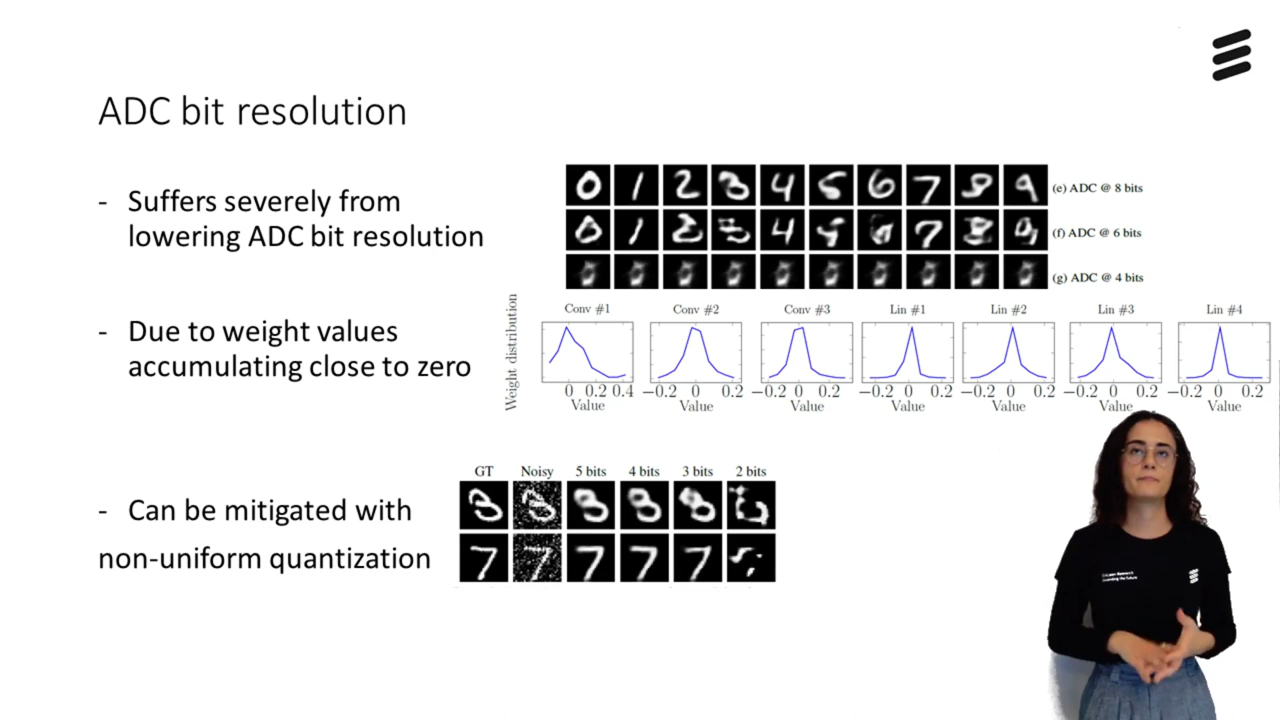 ADC bit resolution
- Suffers severely from
lowering ADC bit resolution
- Due to weight values
accumulating close to zero
- Can be mitigated with
non-uniform quantization
(e) ADC @ 8 bits
(f) ADC @ 6 bits
(g) ADC @ 4 bits
Weight distribution
Conv #1 Conv #2 Conv #3 Lin #1 Lin #2 Lin #3 Lin #4
0 0.2 0.4 −0.2 0 0.2 −0.2 0 0.2 −0.2 0 0.2 −0.2 0 0.2 −0.2 0 0.2 −0.2 0 0.2
Value Value Value Value Value Value Value
GT Noisy 5 bits 4 bits 3 bits 2 bits